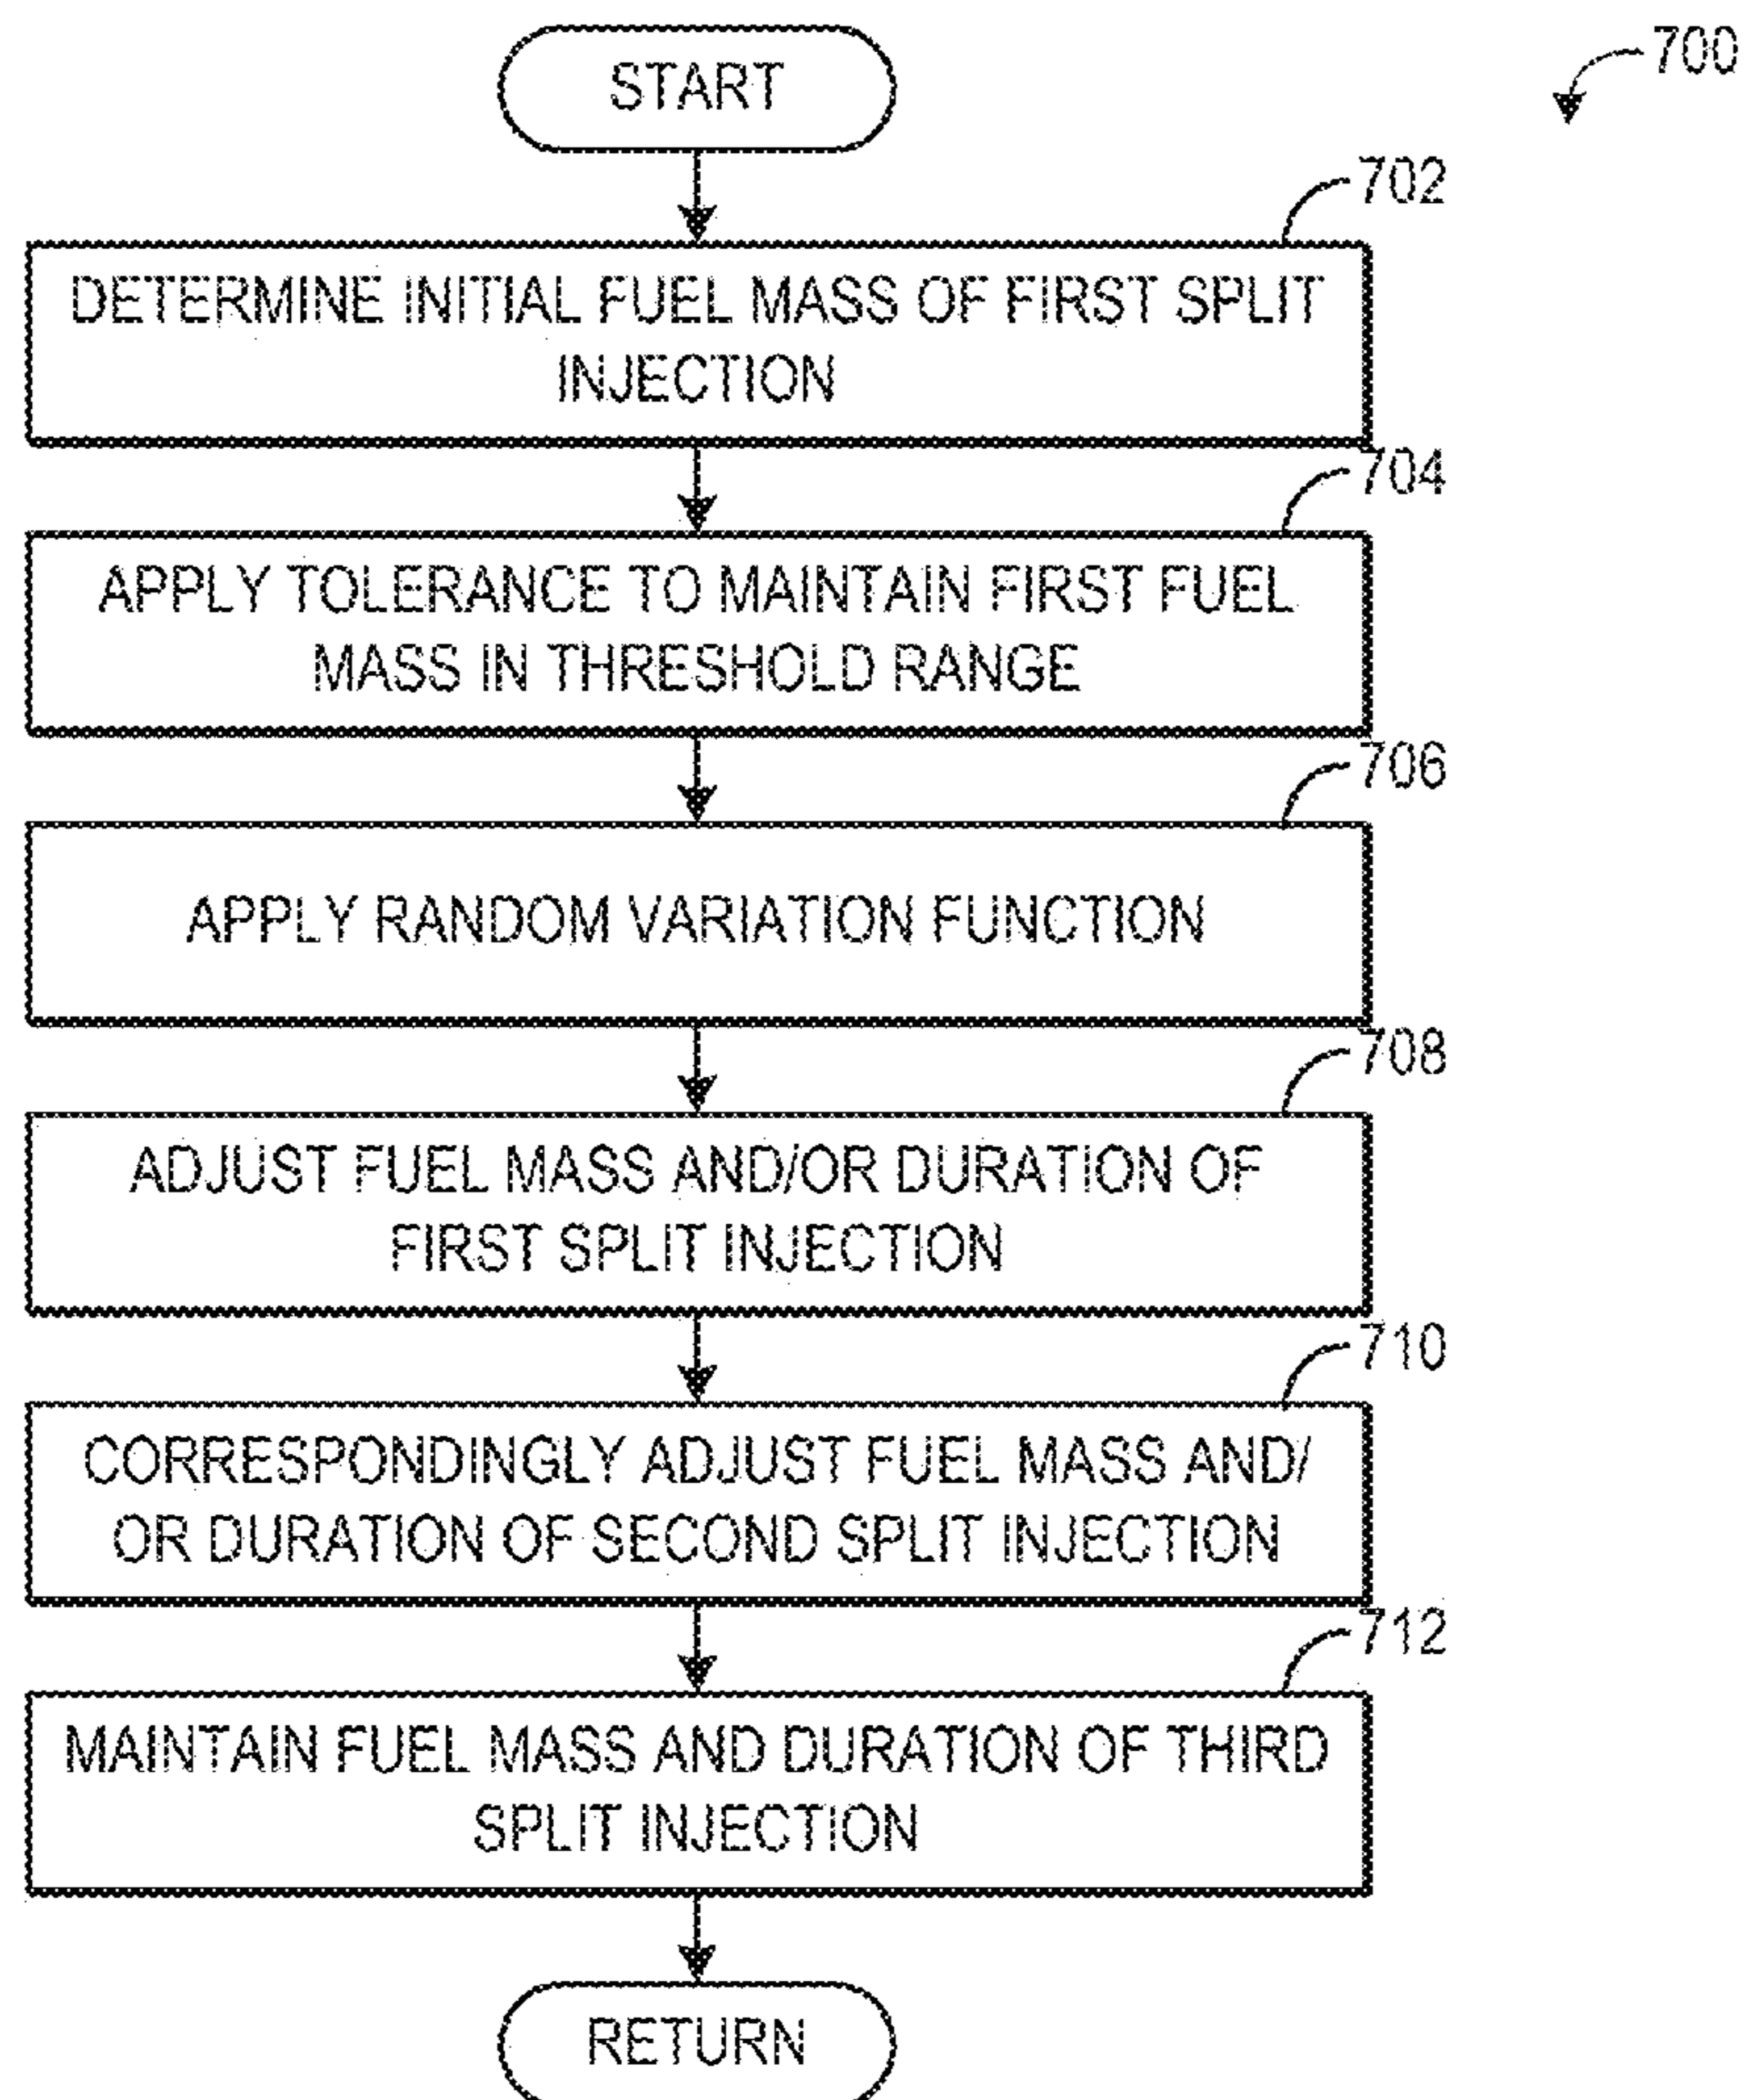 START
700
702
DETERMINE INITIAL FUEL MASS OF FIRST SPLIT
INJECTION
704
APPLY TOLERANCE TO MAINTAIN FIRST FUEL
MASS IN THRESHOLD RANGE
706
APPLY RANDOM VARIATION FUNCTION
708
ADJUST FUEL MASS AND/OR DURATION OF
FIRST SPLIT INJECTION
710
CORRESPONDINGLY ADJUST FUEL MASS AND/
OR DURATION OF SECOND SPLIT INJECTION
712
MAINTAIN FUEL MASS AND DURATION OF THIRD
SPLIT INJECTION
RETURN